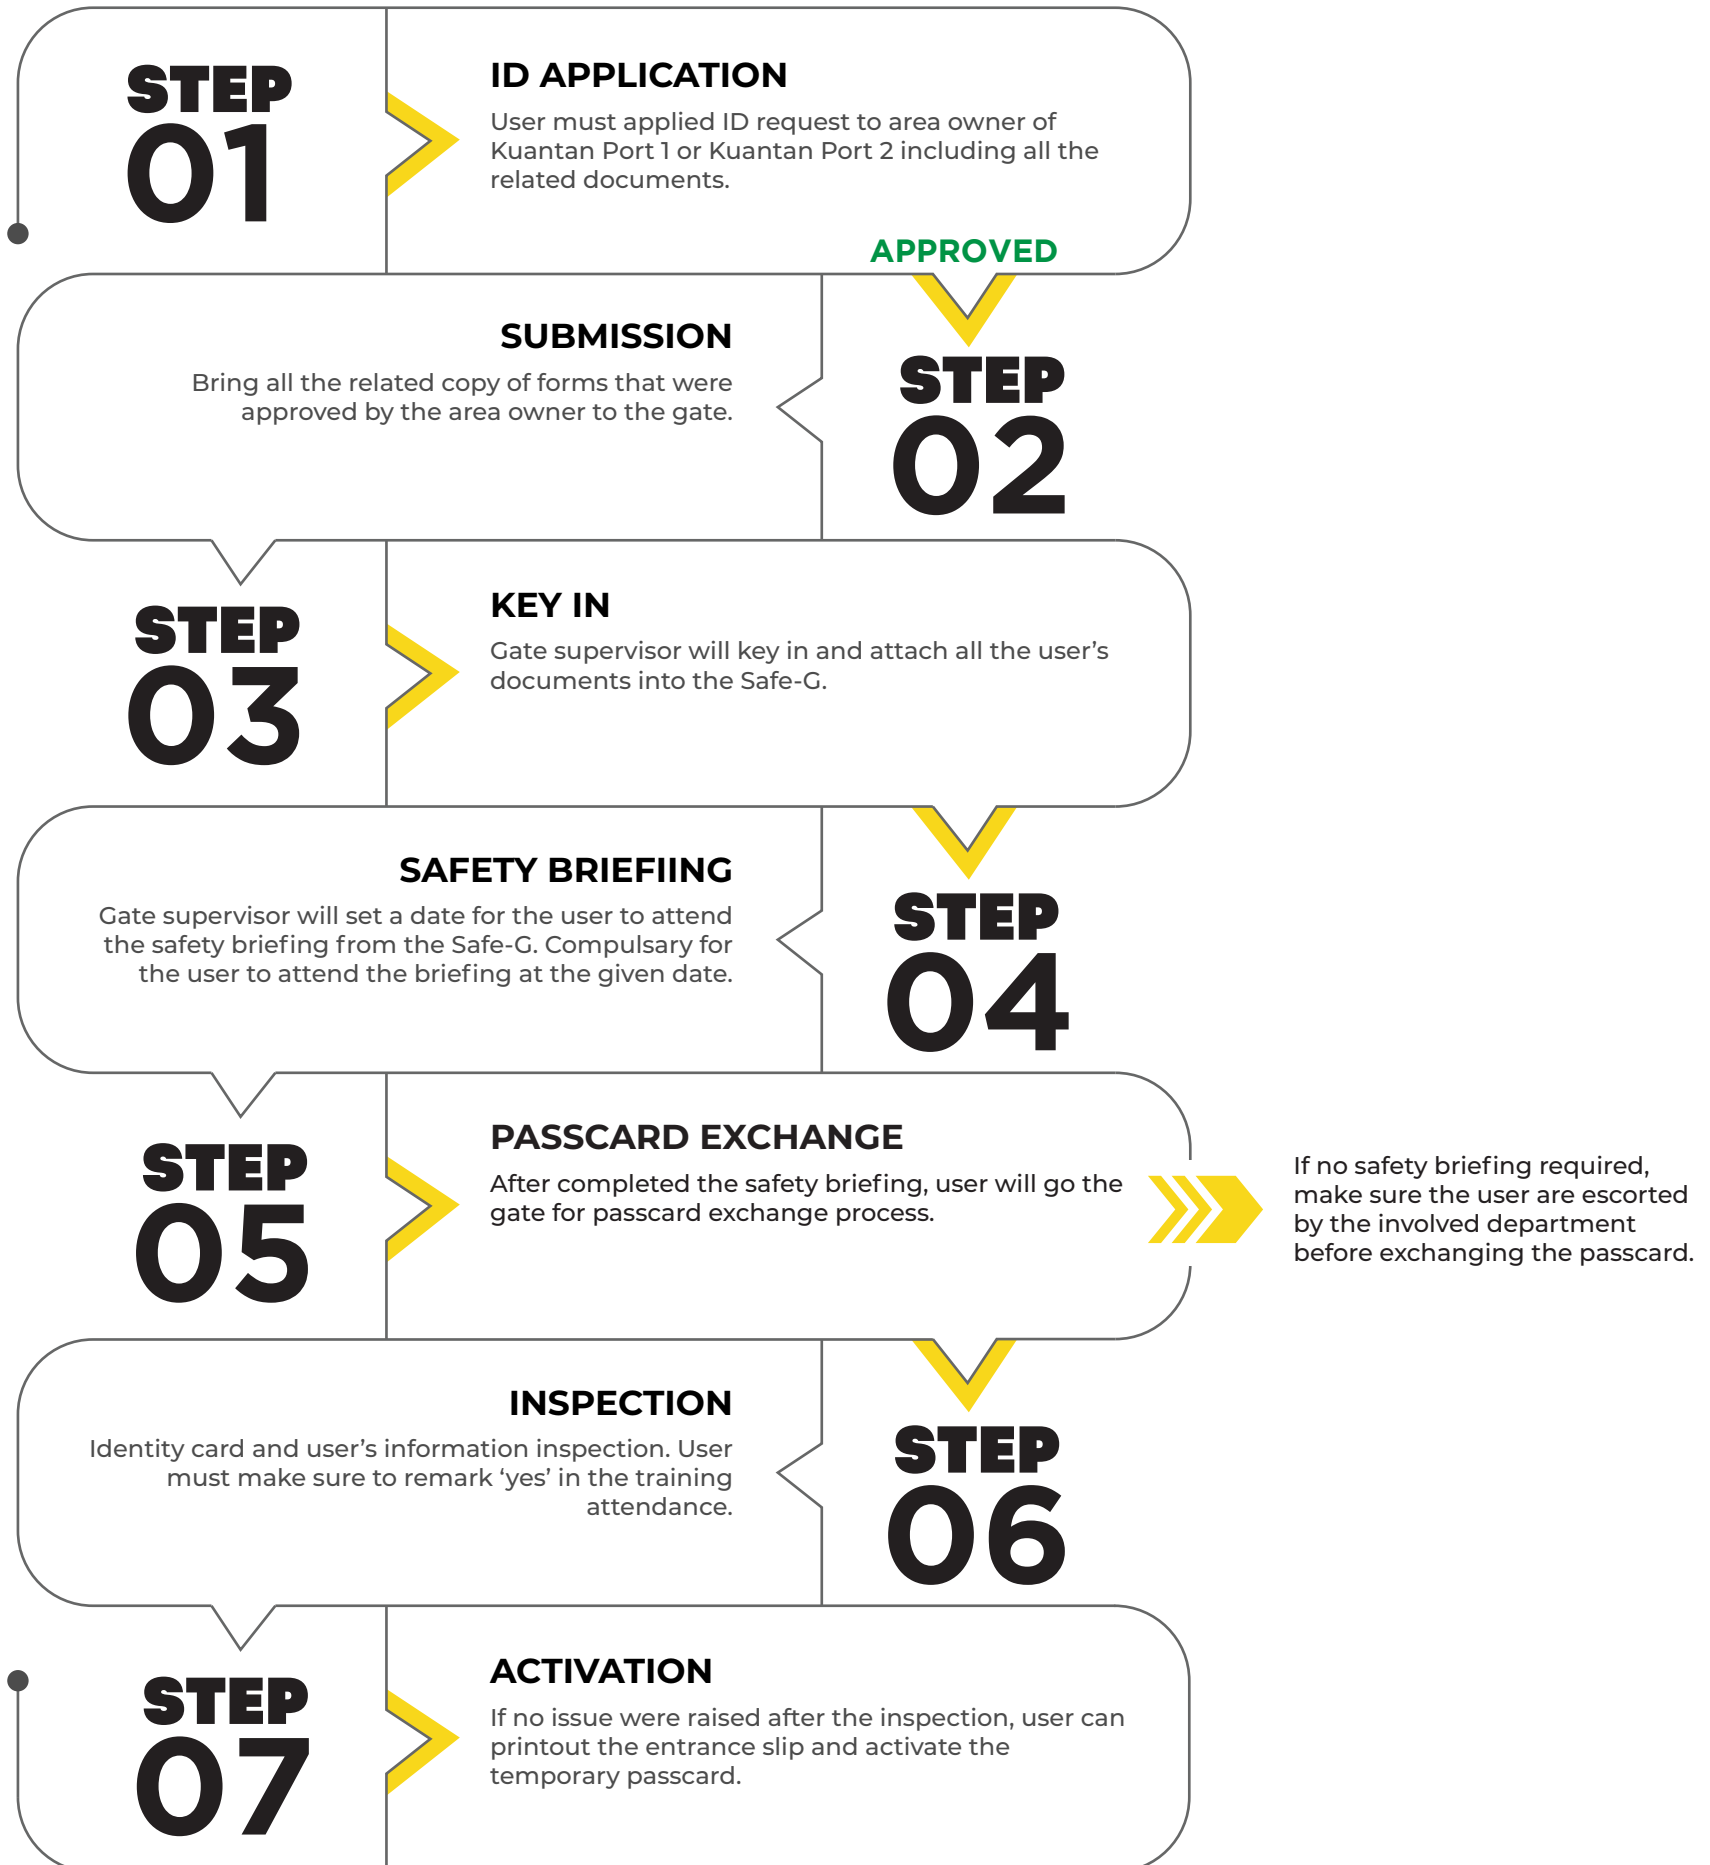 STEP
01
ID APPLICATION
User must applied ID request to area owner of
Kuantan Port 1 or Kuantan Port 2 including all the
related documents.
APPROVED
SUBMISSION
Bring all the related copy of forms that were
approved by the area owner to the gate.
STEP
02
STEP
03
KEY IN
Gate supervisor will key in and attach all the user’s
documents into the Safe-G.
SAFETY BRIEFIING
Gate supervisor will set a date for the user to attend
the safety briefing from the Safe-G. Compulsary for
the user to attend the briefing at the given date.
STEP
04
STEP
05
PASSCARD EXCHANGE
After completed the safety briefing, user will go the
gate for passcard exchange process.
If no safety briefing required,
make sure the user are escorted
by the involved department
before exchanging the passcard.
INSPECTION
Identity card and user’s information inspection. User
must make sure to remark ‘yes’ in the training
attendance.
STEP
06
STEP
07
ACTIVATION
If no issue were raised after the inspection, user can
printout the entrance slip and activate the
temporary passcard.